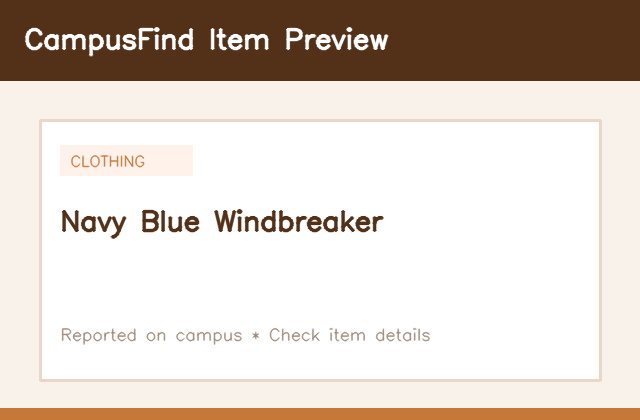 CampusFind Item Preview
CLOTHING
Navy Blue Windbreaker
Reported on campus * Check item details